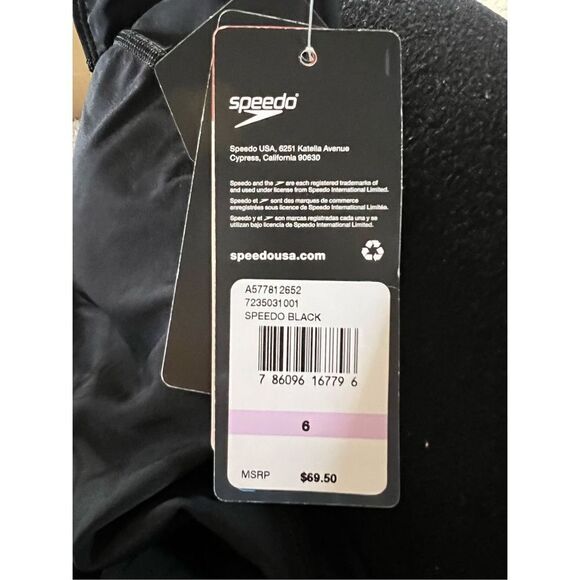 speedo®
Speedo USA, 6251 Katella Avenue
Cypress, California 90630
Speedo and the are each registered trademarks of
and used under license from Speedo International Limited.
Speedo et sont des marques de commerce
enregistrées sous licence de Speedo International Limitée.
Speedo y el son marcas registradas cada una y se
utilizan bajo licencia de Speedo International Limited.
speedousa.com
A577812652
7235031001
SPEEDO BLACK
7 86096 16779 6
6
MSRP $69.50